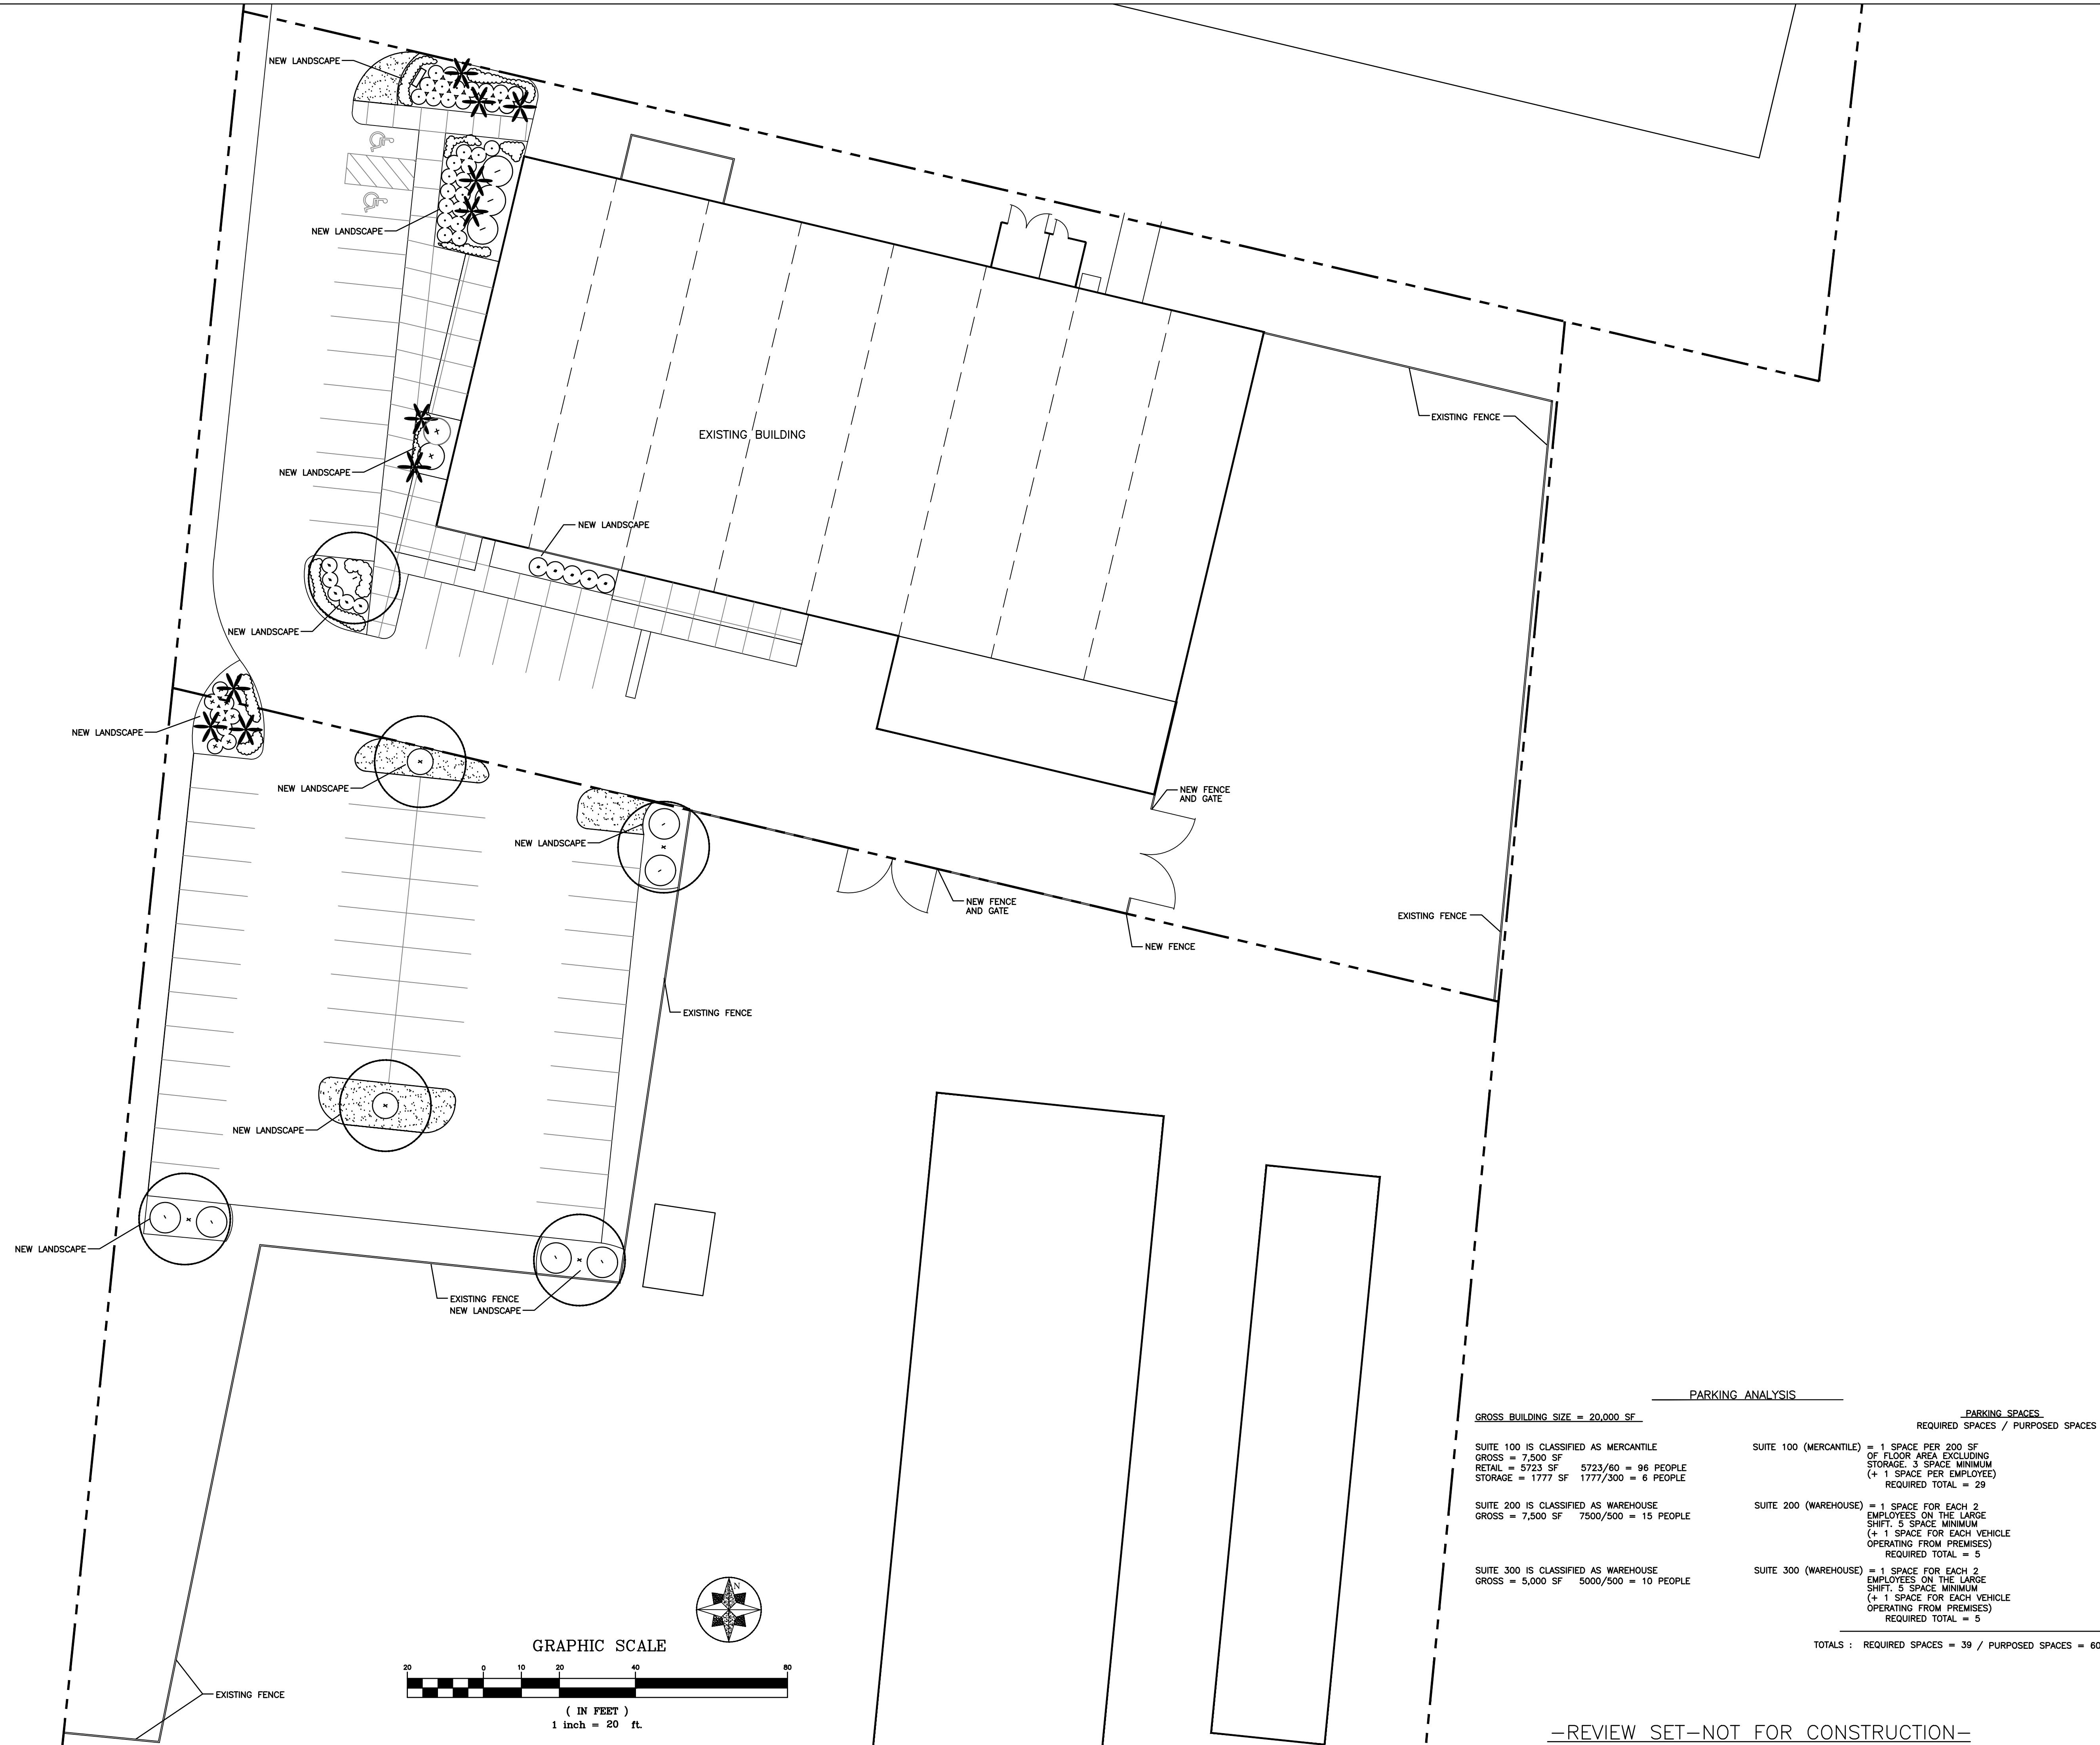 NEW LANDSCAPE
NEW LANDSCAPE
EXISTING FENCE
EXISTING BUILDING
NEW LANDSCAPE
NEW LANDSCAPE
NEW LANDSCAPE
NEW LANDSCAPE
NEW LANDSCAPE
NEW FENCE
AND GATE
NEW LANDSCAPE
NEW FENCE
AND GATE
EXISTING FENCE
NEW FENCE
EXISTING FENCE
NEW LANDSCAPE
NEW LANDSCAPE
EXISTING FENCE
NEW LANDSCAPE
PARKING ANALYSIS
GROSS BUILDING SIZE = 20,000 SF
PARKING SPACES
REQUIRED SPACES / PURPOSED SPACES
SUITE 100 IS CLASSIFIED AS MERCANTILE
GROSS = 7,500 SF
RETAIL = 5723 SF 5723/60 = 96 PEOPLE
STORAGE = 1777 SF 1777/300 = 6 PEOPLE
SUITE 100 (MERCANTILE) = 1 SPACE PER 200 SF
OF FLOOR AREA EXCLUDING
STORAGE. 3 SPACE MINIMUM
(+ 1 SPACE PER EMPLOYEE)
REQUIRED TOTAL = 29
SUITE 200 IS CLASSIFIED AS WAREHOUSE
GROSS = 7,500 SF 7500/500 = 15 PEOPLE
SUITE 200 (WAREHOUSE) = 1 SPACE FOR EACH 2
EMPLOYEES ON THE LARGE
SHIFT. 5 SPACE MINIMUM
(+ 1 SPACE FOR EACH VEHICLE
OPERATING FROM PREMISES)
REQUIRED TOTAL = 5
SUITE 300 IS CLASSIFIED AS WAREHOUSE
GROSS = 5,000 SF 5000/500 = 10 PEOPLE
SUITE 300 (WAREHOUSE) = 1 SPACE FOR EACH 2
EMPLOYEES ON THE LARGE
SHIFT. 5 SPACE MINIMUM
(+ 1 SPACE FOR EACH VEHICLE
OPERATING FROM PREMISES)
REQUIRED TOTAL = 5
TOTALS : REQUIRED SPACES = 39 / PURPOSED SPACES = 60
N
GRAPHIC SCALE
20 0 10 20 40 80
( IN FEET )
1 inch = 20 ft.
EXISTING FENCE
-REVIEW SET-NOT FOR CONSTRUCTION-